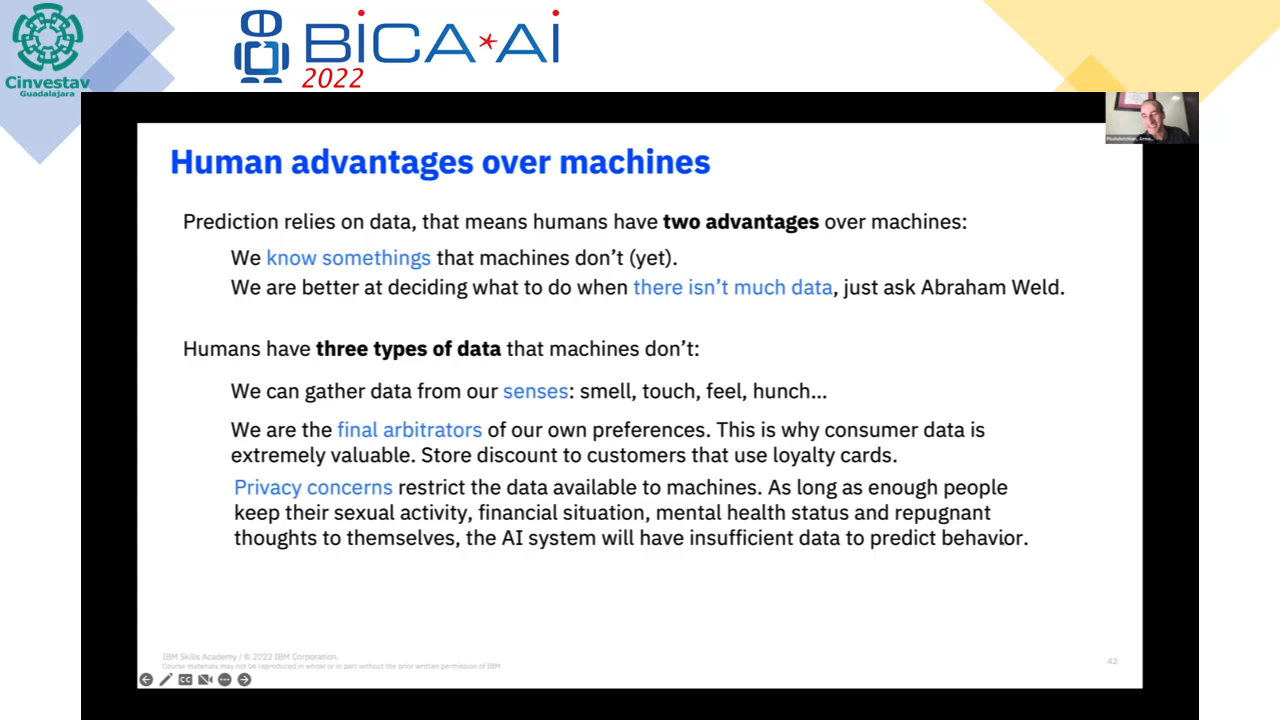 Cinvestav
Guadalajara
BiCA*Ai
2022
Human advantages over machines
Prediction relies on data, that means humans have two advantages over machines:
We know somethings that machines don't (yet).
We are better at deciding what to do when there isn't much data, just ask Abraham Weld.
Humans have three types of data that machines don't:
We can gather data from our senses: smell, touch, feel, hunch...
We are the final arbitrators of our own preferences. This is why consumer data is
extremely valuable. Store discount to customers that use loyalty cards.
Privacy concerns restrict the data available to machines. As long as enough people
keep their sexual activity, financial situation, mental health status and repugnant
thoughts to themselves, the AI system will have insufficient data to predict behavior.
IBM Skills Academy / © 2022 IBM Corporation.
Course materials may not be reproduced in whole or in part without the prior written permission of IBM
42
CC